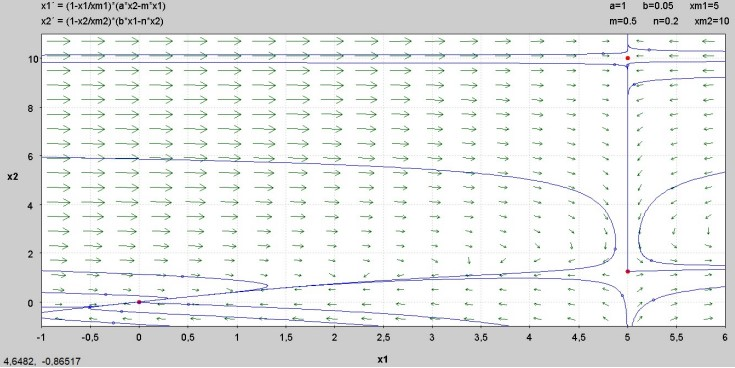 x1´ = (1-x1/xm1)*(a*x2-m*x1) a=1 b=0.05 xm1=5
x2´ = (1-x2/xm2)*(b*x1-n*x2) m=0.5 n=0.2 xm2=10
10
8
6
x2
4
2
0
-1 -0,5 0 0,5 1 1,5 2 2,5 3 3,5 4 4,5 5 5,5 6
x1
4.6482, -0.86517